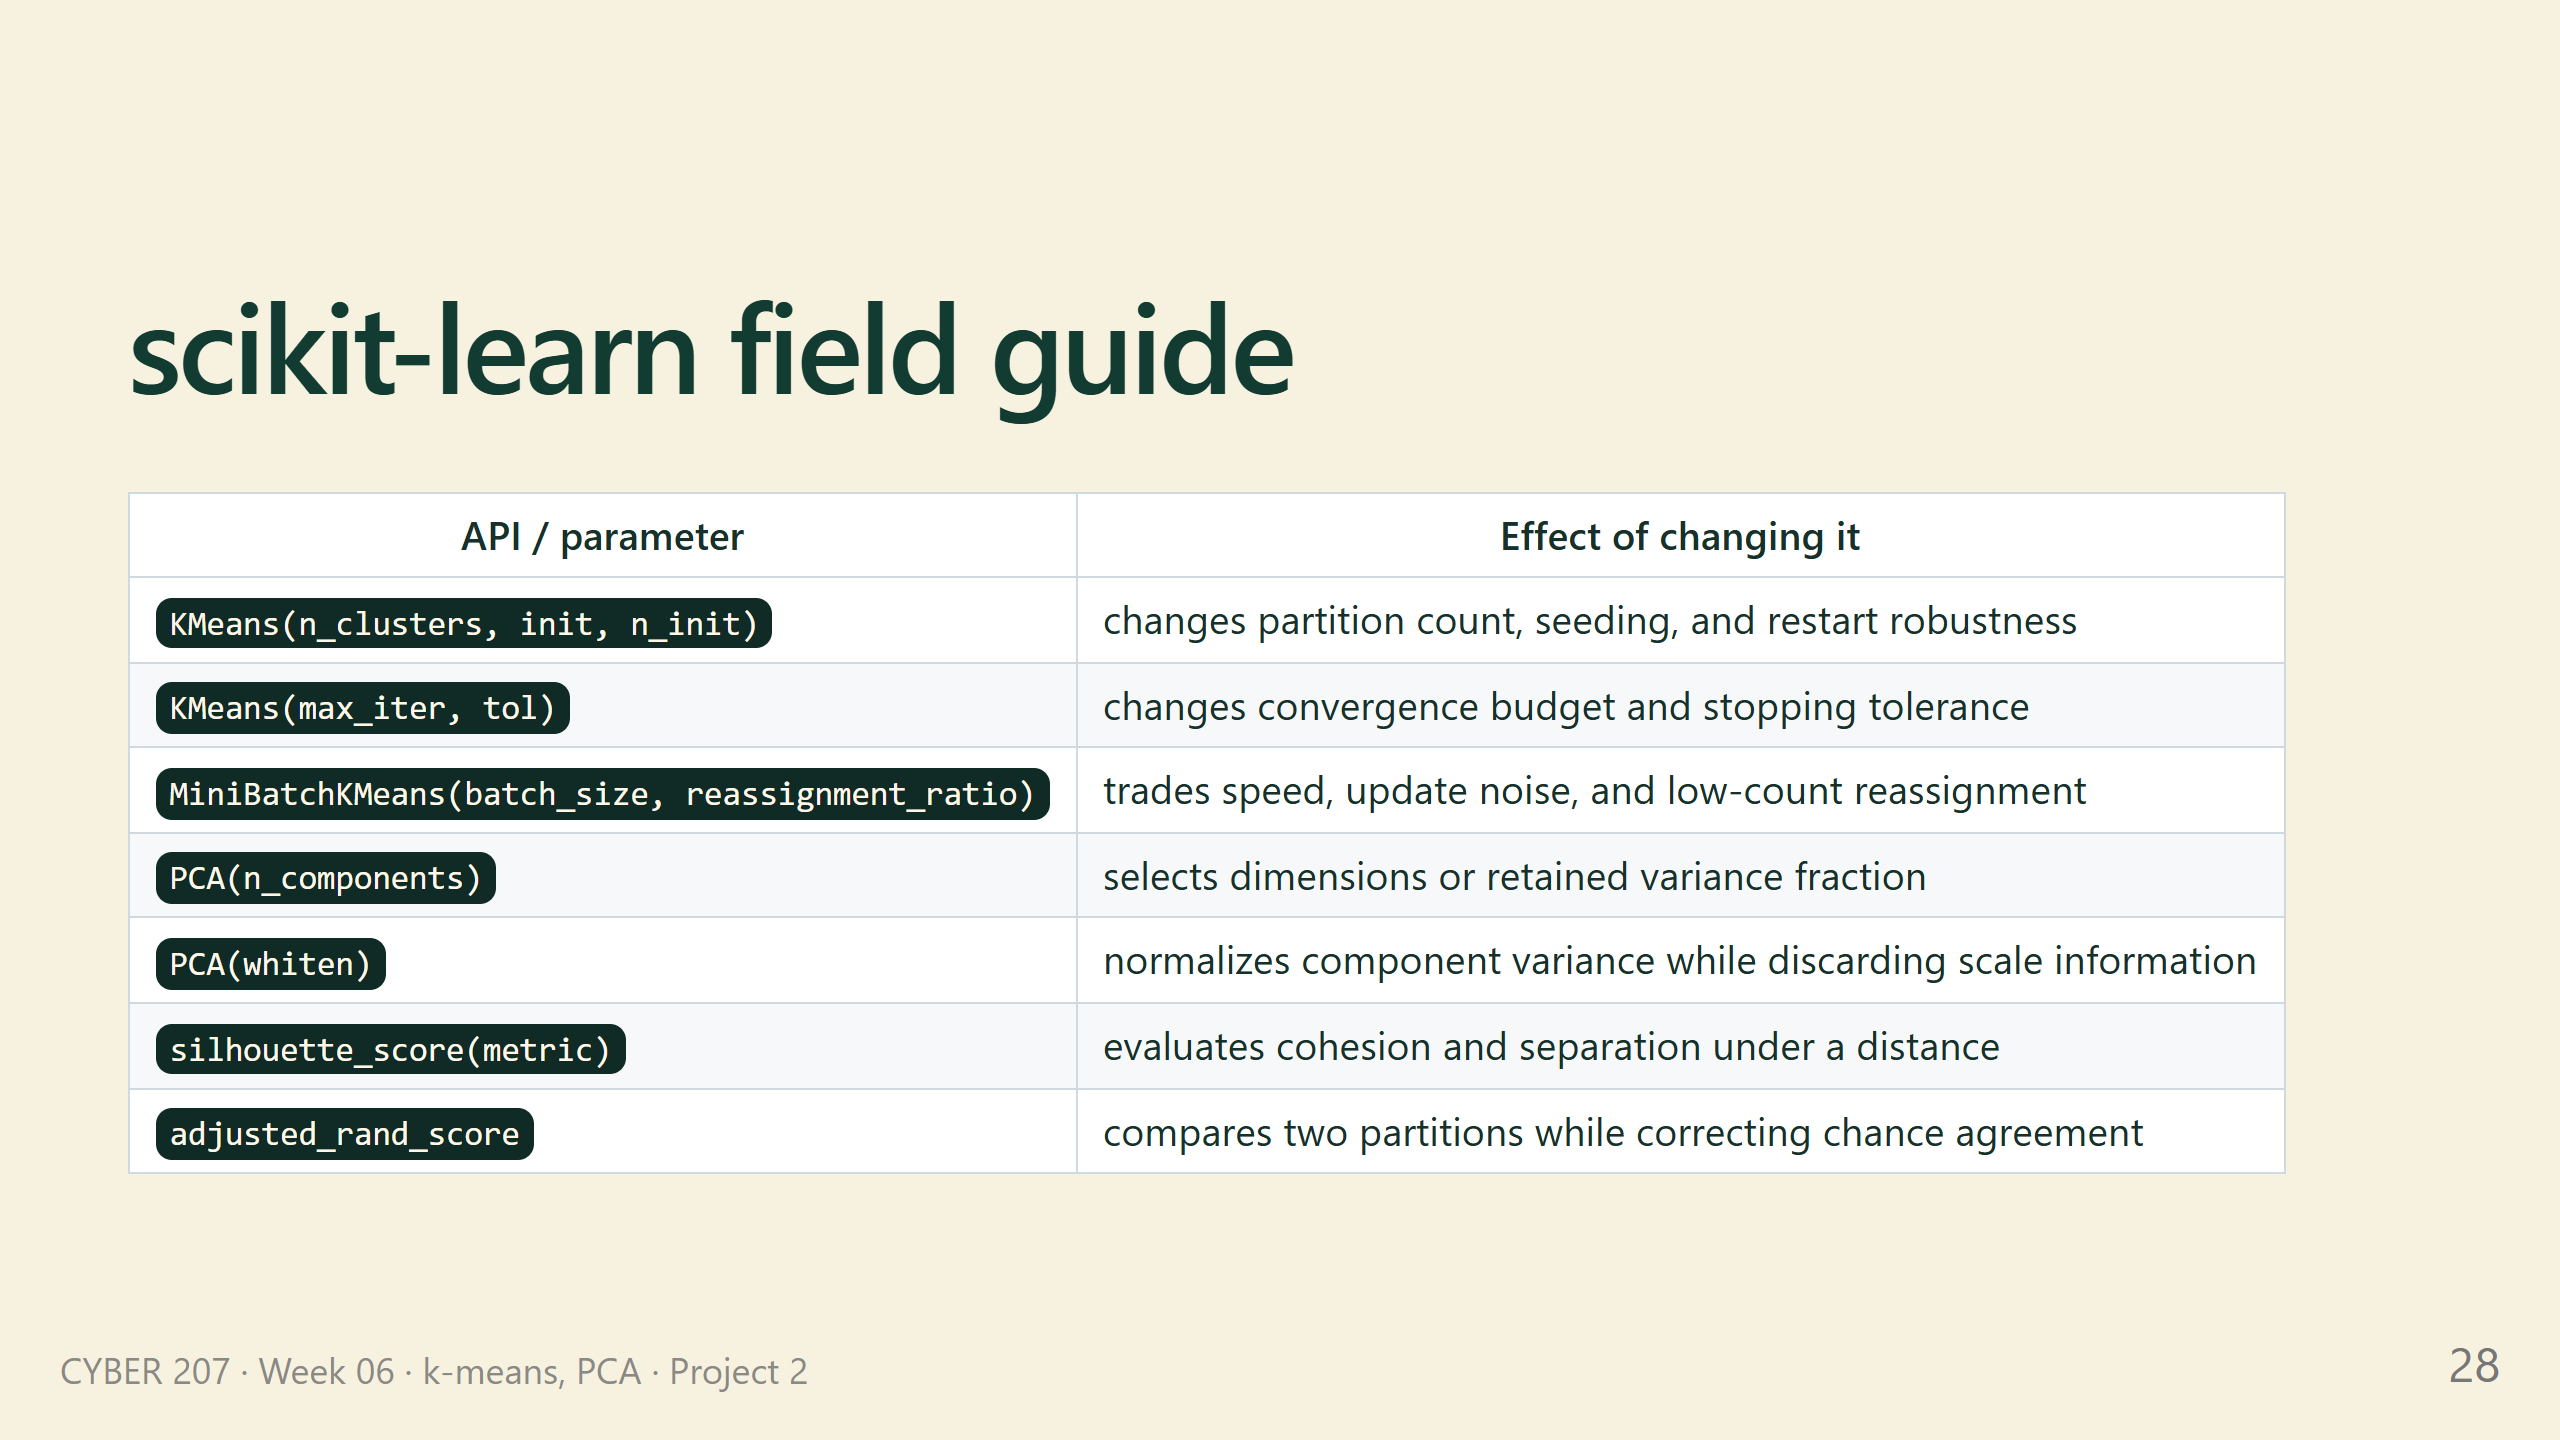 scikit-learn field guide
API / parameter | Effect of changing it
KMeans(n_clusters, init, n_init) | changes partition count, seeding, and restart robustness
KMeans(max_iter, tol) | changes convergence budget and stopping tolerance
MiniBatchKMeans(batch_size, reassignment_ratio) | trades speed, update noise, and low-count reassignment
PCA(n_components) | selects dimensions or retained variance fraction
PCA(whiten) | normalizes component variance while discarding scale information
silhouette_score(metric) | evaluates cohesion and separation under a distance
adjusted_rand_score | compares two partitions while correcting chance agreement
CYBER 207 · Week 06 · k-means, PCA · Project 2
28